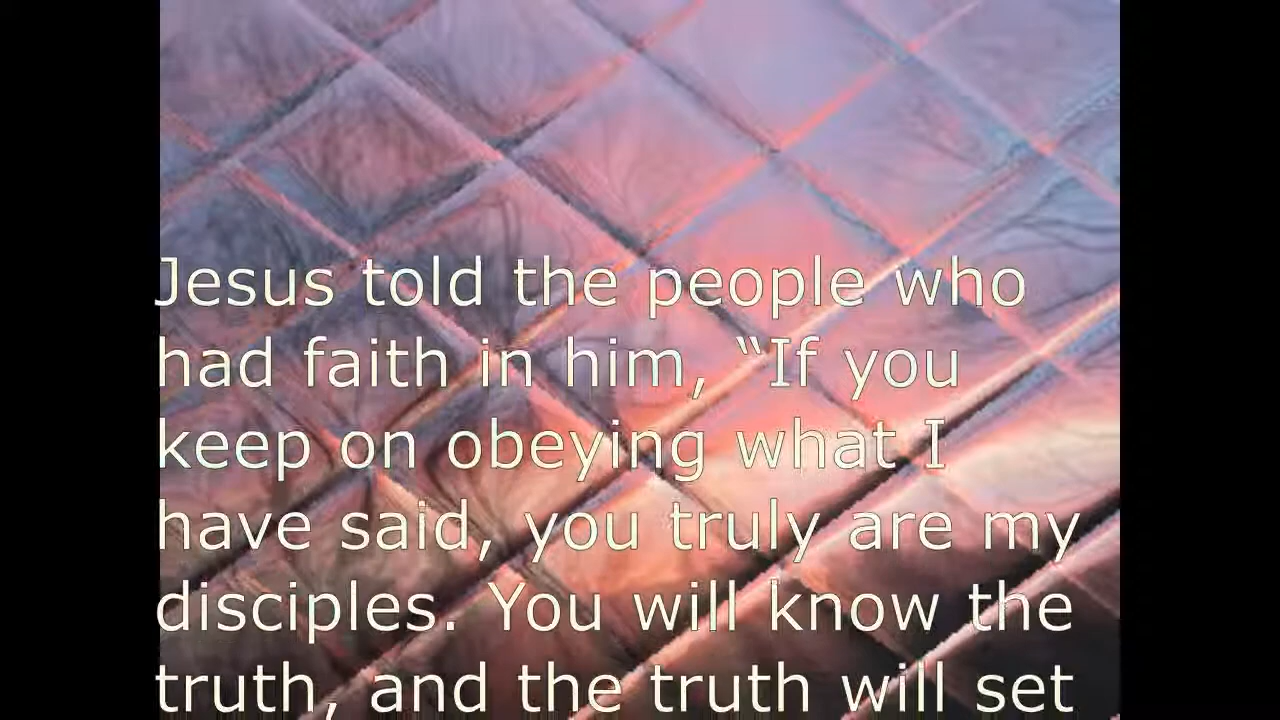 Jesus told the people who
had faith in him, “If you
keep on obeying what I
have said, you truly are my
disciples. You will know the
truth, and the truth will set